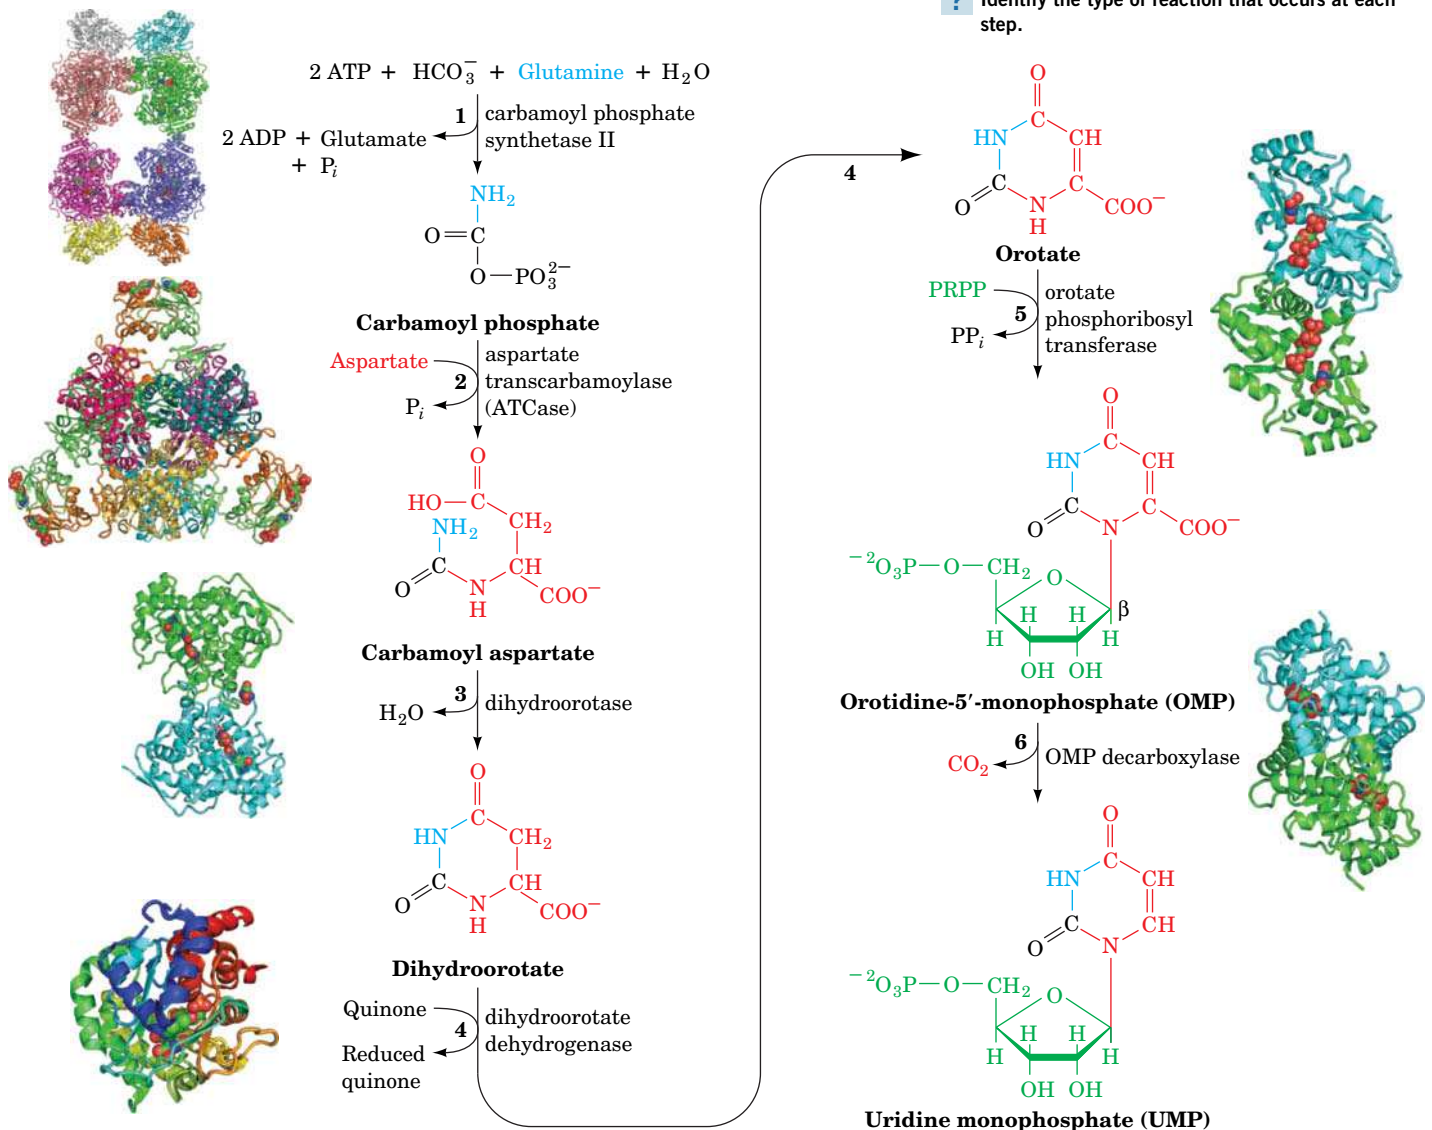 ? Identify the type of reaction that occurs at each
step.
2 ATP + HCO₃⁻ + Glutamine + H₂O
1 carbamoyl phosphate
synthetase II
2 ADP + Glutamate
+ Pᵢ
NH₂
O=C
O—PO₃²⁻
Carbamoyl phosphate
Aspartate
2 aspartate
transcarbamoylase
(ATCase)
Pᵢ
O
HO—C
NH₂ CH₂
C CH
O N COO⁻
H
Carbamoyl aspartate
3 dihydroorotase
H₂O
O
C
HN CH₂
C CH
O N COO⁻
H
Dihydroorotate
Quinone
4 dihydroorotate
dehydrogenase
Reduced
quinone
4
O
C
HN CH
C C
O N COO⁻
H
Orotate
PRPP
5 orotate
phosphoribosyl
transferase
PPᵢ
O
C
HN CH
C C
O N COO⁻
⁻²O₃P—O—CH₂ O
β
H H H H
OH OH
Orotidine-5′-monophosphate (OMP)
6 OMP decarboxylase
CO₂
O
C
HN CH
C CH
O N
⁻²O₃P—O—CH₂ O
H H H H
OH OH
Uridine monophosphate (UMP)